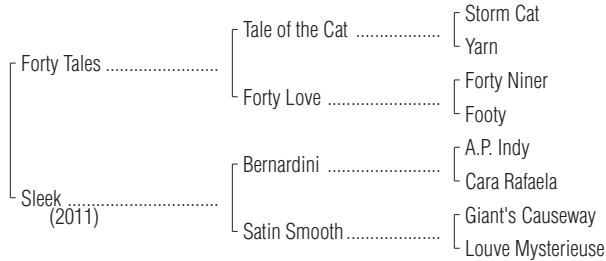 Storm Cat
Tale of the Cat ..................
Yarn
Forty Tales ........................
Forty Niner
Forty Love ........................
Footy
A.P. Indy
Bernardini ........................
Cara Rafaela
Sleek ................................
(2011)
Giant's Causeway
Satin Smooth ....................
Louve Mysterieuse